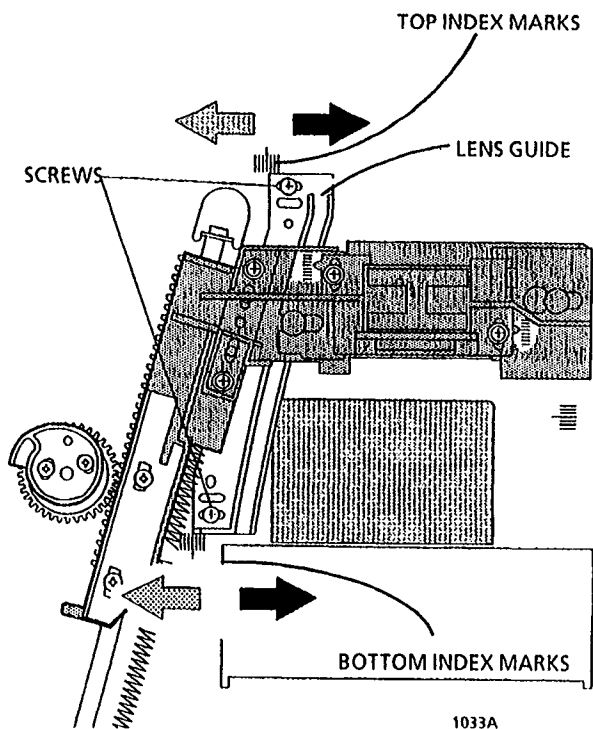 TOP INDEX MARKS
LENS GUIDE
SCREWS
BOTTOM INDEX MARKS
1033A